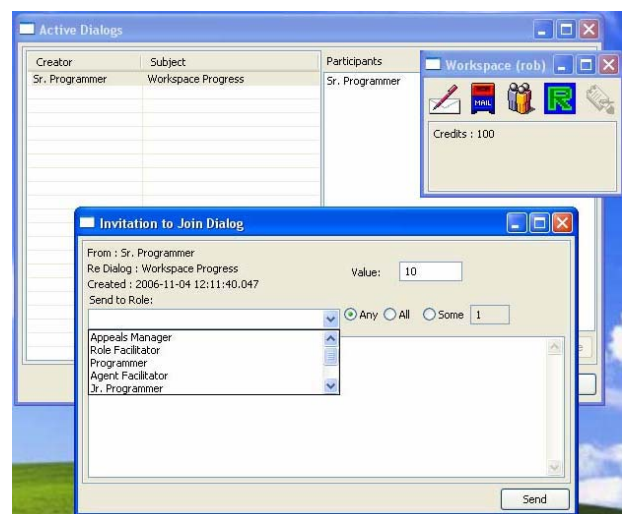 Active Dialogs
Creator Subject Participants
Sr. Programmer Workspace Progress Sr. Programmer
Workspace (rob)
MAIL
R
Credits : 100
Invitation to Join Dialog
From : Sr. Programmer
Re Dialog : Workspace Progress
Created : 2006-11-04 12:11:40.047
Value: 10
Send to Role:
Any All Some 1
Appeals Manager
Role Facilitator
Programmer
Agent Facilitator
Jr. Programmer
Send